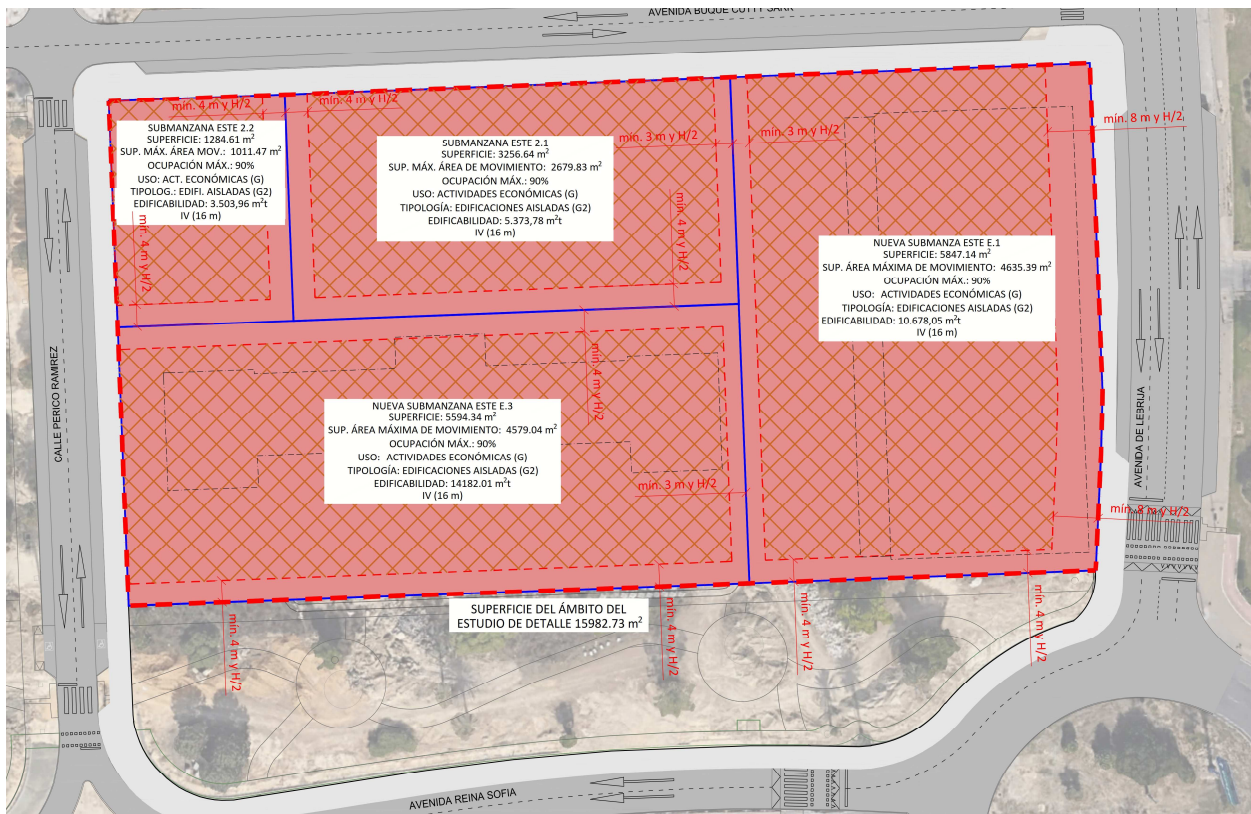 AVENIDA BUQUE CUTTY SARK
mín. 4 m y H/2
mín. 4 m y H/2
SUBMANZANA ESTE 2.2
SUPERFICIE: 1284.61 m²
SUP. MÁX. ÁREA MOV.: 1011.47 m²
OCUPACIÓN MÁX.: 90%
USO: ACT. ECONÓMICAS (G)
TIPOLOG.: EDIFI. AISLADAS (G2)
EDIFICABILIDAD: 3.503,96 m²t
IV (16 m)
mín. 4 m y H/2
SUBMANZANA ESTE 2.1
SUPERFICIE: 3256.64 m²
SUP. MÁX. ÁREA DE MOVIMIENTO: 2679.83 m²
OCUPACIÓN MÁX.: 90%
USO: ACTIVIDADES ECONÓMICAS (G)
TIPOLOGÍA: EDIFICACIONES AISLADAS (G2)
EDIFICABILIDAD: 5.373,78 m²t
IV (16 m)
mín. 3 m y H/2
mín. 3 m y H/2
mín. 8 m y H/2
mín. 4 m y H/2
NUEVA SUBMANZA ESTE E.1
SUPERFICIE: 5847.14 m²
SUP. ÁREA MÁXIMA DE MOVIMIENTO: 4635.39 m²
OCUPACIÓN MÁX.: 90%
USO: ACTIVIDADES ECONÓMICAS (G)
TIPOLOGÍA: EDIFICACIONES AISLADAS (G2)
EDIFICABILIDAD: 10.678,05 m²t
IV (16 m)
CALLE PERICO RAMIREZ
AVENIDA DE LEBRIJA
mín. 4 m y H/2
NUEVA SUBMANZANA ESTE E.3
SUPERFICIE: 5594.34 m²
SUP. ÁREA MÁXIMA DE MOVIMIENTO: 4579.04 m²
OCUPACIÓN MÁX.: 90%
USO: ACTIVIDADES ECONÓMICAS (G)
TIPOLOGÍA: EDIFICACIONES AISLADAS (G2)
EDIFICABILIDAD: 14182.01 m²t
IV (16 m)
mín. 3 m y H/2
mín. 8 m y H/2
SUPERFICIE DEL ÁMBITO DEL
ESTUDIO DE DETALLE 15982.73 m²
mín. 4 m y H/2
mín. 4 m y H/2
mín. 4 m y H/2
mín. 4 m y H/2
AVENIDA REINA SOFIA